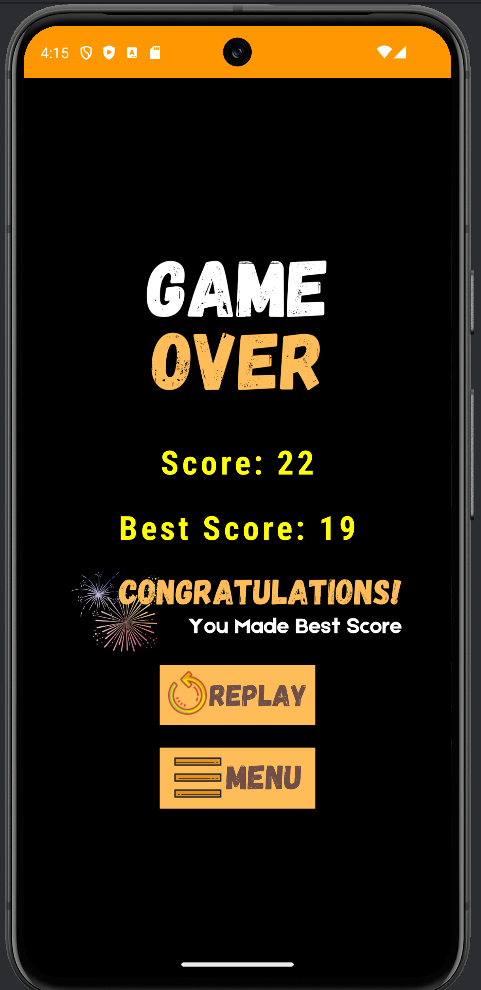 4:15
GAME
OVER
Score: 22
Best Score: 19
CONGRATULATIONS!
You Made Best Score
REPLAY
MENU